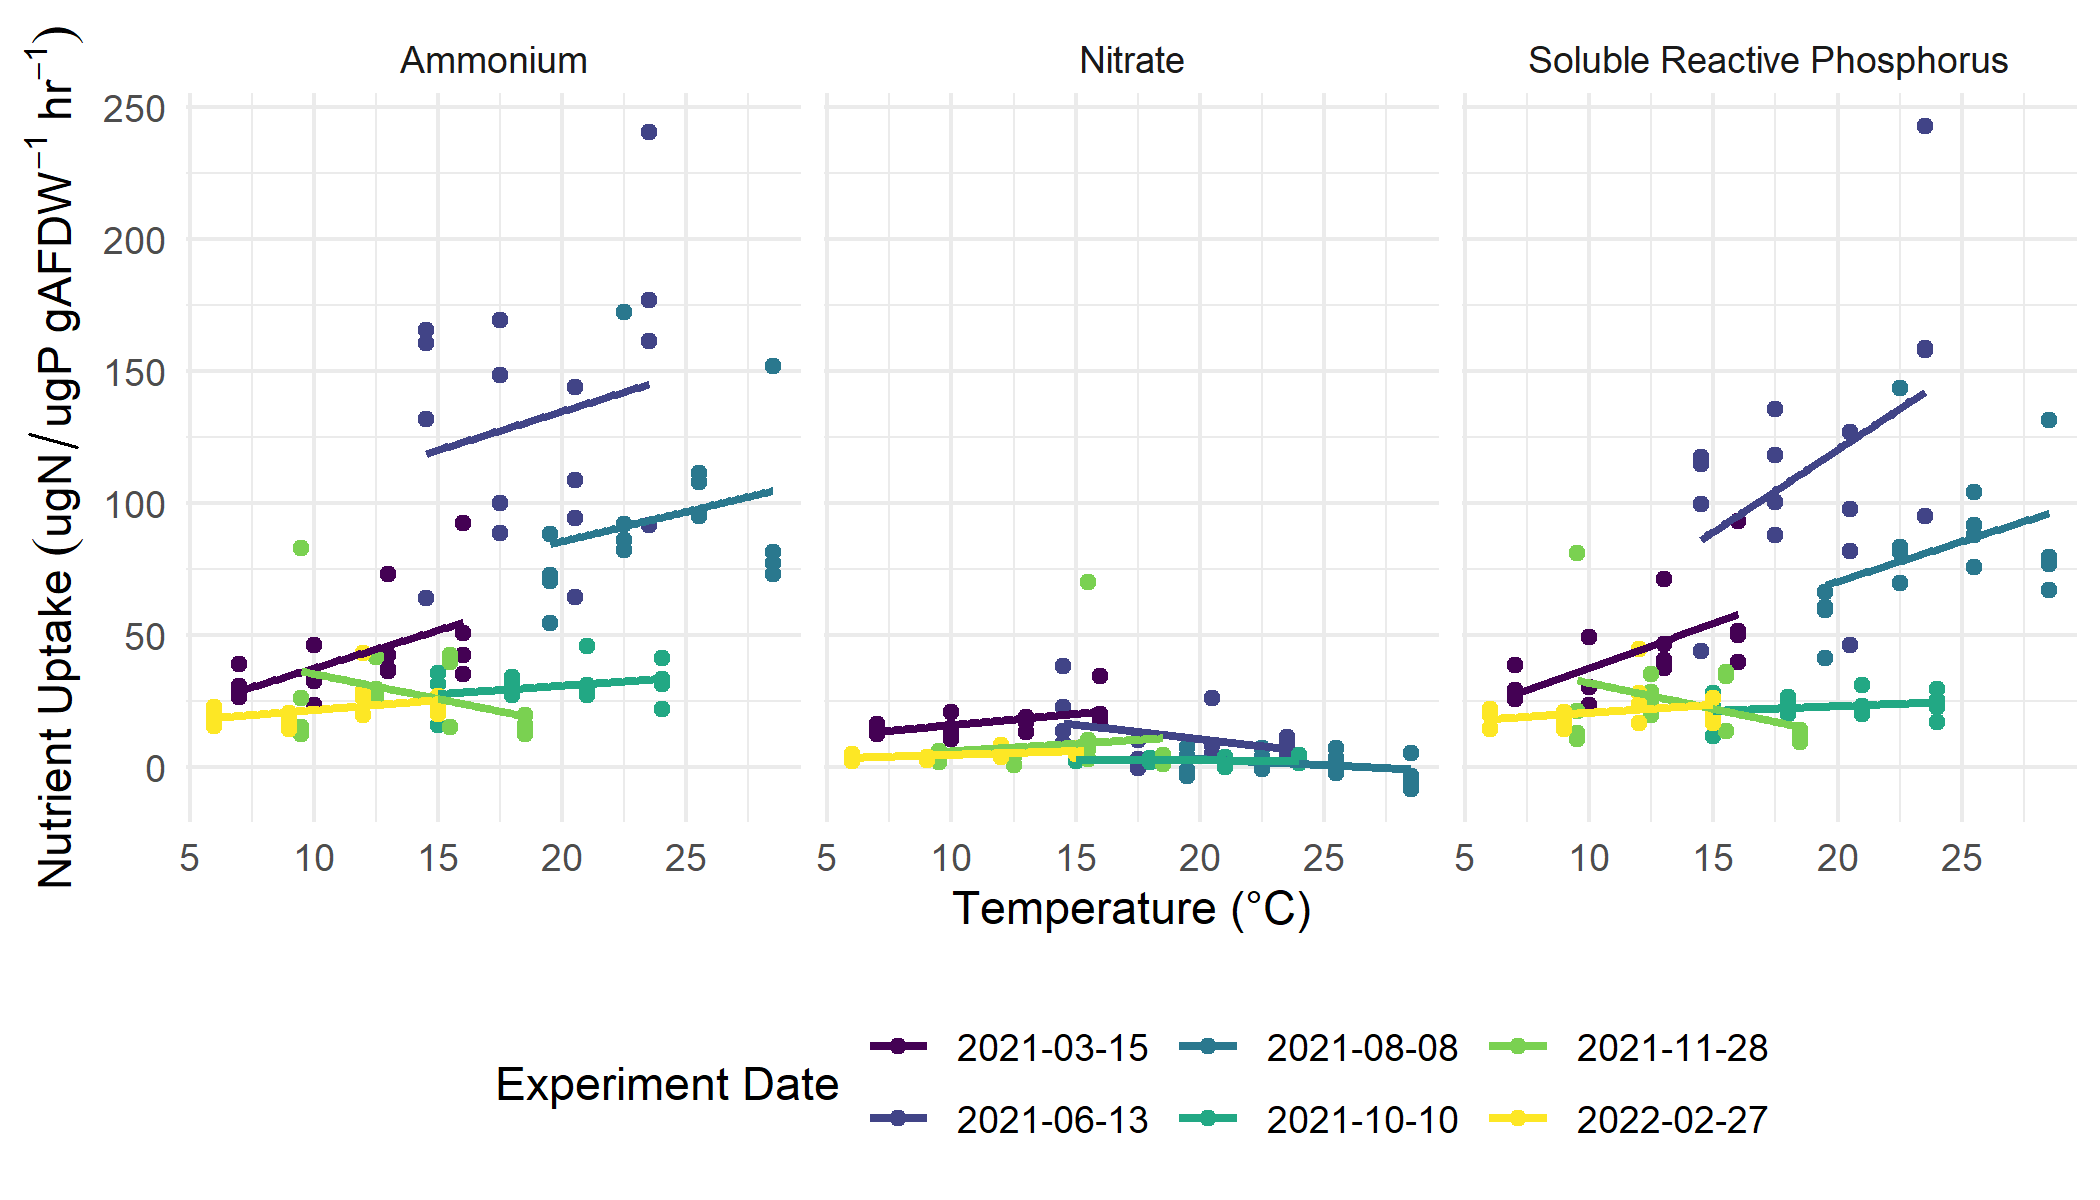 Ammonium Nitrate Soluble Reactive Phosphorus
Nutrient Uptake (ugN/ugP gAFDW⁻¹ hr⁻¹)
250
200
150
100
50
0
5 10 15 20 25 5 10 15 20 25 5 10 15 20 25
Temperature (°C)
Experiment Date
2021-03-15 2021-08-08 2021-11-28
2021-06-13 2021-10-10 2022-02-27